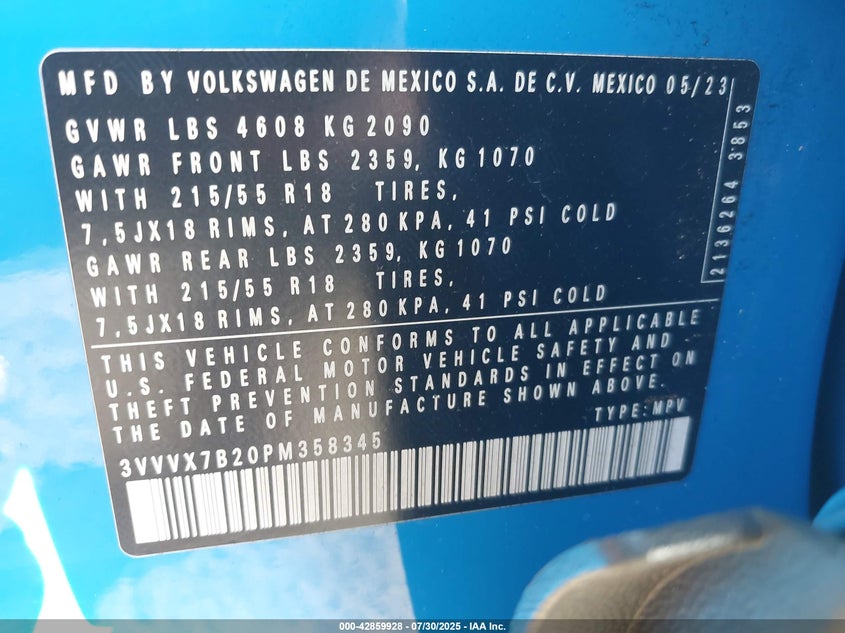 MFD BY VOLKSWAGEN DE MEXICO S.A. DE C.V. MEXICO 05/23
GVWR LBS 4608 KG 2090
GAWR FRONT LBS 2359, KG 1070
WITH 215/55 R18 TIRES,
7,5JX18 RIMS, AT 280 KPA, 41 PSI COLD
GAWR REAR LBS 2359, KG 1070
WITH 215/55 R18 TIRES,
7,5JX18 RIMS, AT 280 KPA, 41 PSI COLD
THIS VEHICLE CONFORMS TO ALL APPLICABLE
U.S. FEDERAL MOTOR VEHICLE SAFETY AND
THEFT PREVENTION STANDARDS IN EFFECT ON
THE DATE OF MANUFACTURE SHOWN ABOVE.
TYPE: MPV
3VVVX7B20PM358345
2136264 3'853
000-42859928 - 07/30/2025 - IAA Inc.